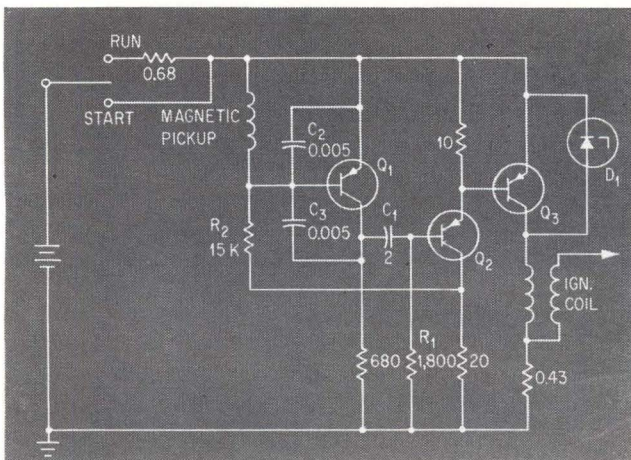 RUN
0.68
START
MAGNETIC
PICKUP
C2
0.005
Q1
10
D1
Q3
R2
15 K
C3
0.005
C1
2
Q2
IGN.
COIL
680
R1
1,800
20
0.43